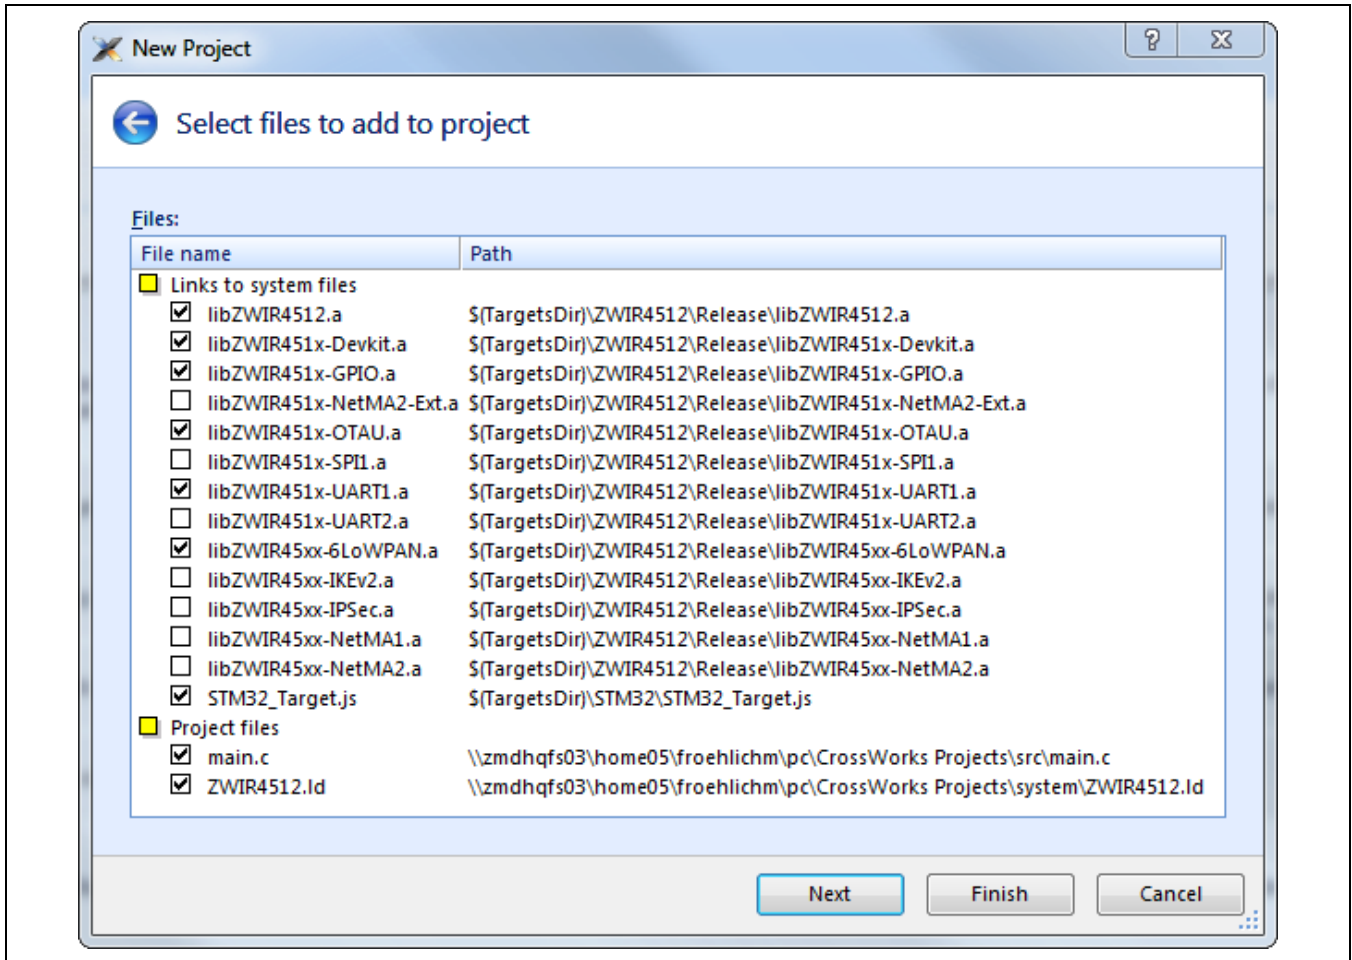 New Project
Select files to add to project
Files:
File name Path
Links to system files
libZWIR4512.a $(TargetsDir)\ZWIR4512\Release\libZWIR4512.a
libZWIR451x-Devkit.a $(TargetsDir)\ZWIR4512\Release\libZWIR451x-Devkit.a
libZWIR451x-GPIO.a $(TargetsDir)\ZWIR4512\Release\libZWIR451x-GPIO.a
libZWIR451x-NetMA2-Ext.a $(TargetsDir)\ZWIR4512\Release\libZWIR451x-NetMA2-Ext.a
libZWIR451x-OTAU.a $(TargetsDir)\ZWIR4512\Release\libZWIR451x-OTAU.a
libZWIR451x-SPI1.a $(TargetsDir)\ZWIR4512\Release\libZWIR451x-SPI1.a
libZWIR451x-UART1.a $(TargetsDir)\ZWIR4512\Release\libZWIR451x-UART1.a
libZWIR451x-UART2.a $(TargetsDir)\ZWIR4512\Release\libZWIR451x-UART2.a
libZWIR45xx-6LoWPAN.a $(TargetsDir)\ZWIR4512\Release\libZWIR45xx-6LoWPAN.a
libZWIR45xx-IKEv2.a $(TargetsDir)\ZWIR4512\Release\libZWIR45xx-IKEv2.a
libZWIR45xx-IPSec.a $(TargetsDir)\ZWIR4512\Release\libZWIR45xx-IPSec.a
libZWIR45xx-NetMA1.a $(TargetsDir)\ZWIR4512\Release\libZWIR45xx-NetMA1.a
libZWIR45xx-NetMA2.a $(TargetsDir)\ZWIR4512\Release\libZWIR45xx-NetMA2.a
STM32_Target.js $(TargetsDir)\STM32\STM32_Target.js
Project files
main.c \\zmdhqfs03\home05\froehlichm\pc\CrossWorks Projects\src\main.c
ZWIR4512.ld \\zmdhqfs03\home05\froehlichm\pc\CrossWorks Projects\system\ZWIR4512.ld
Next Finish Cancel